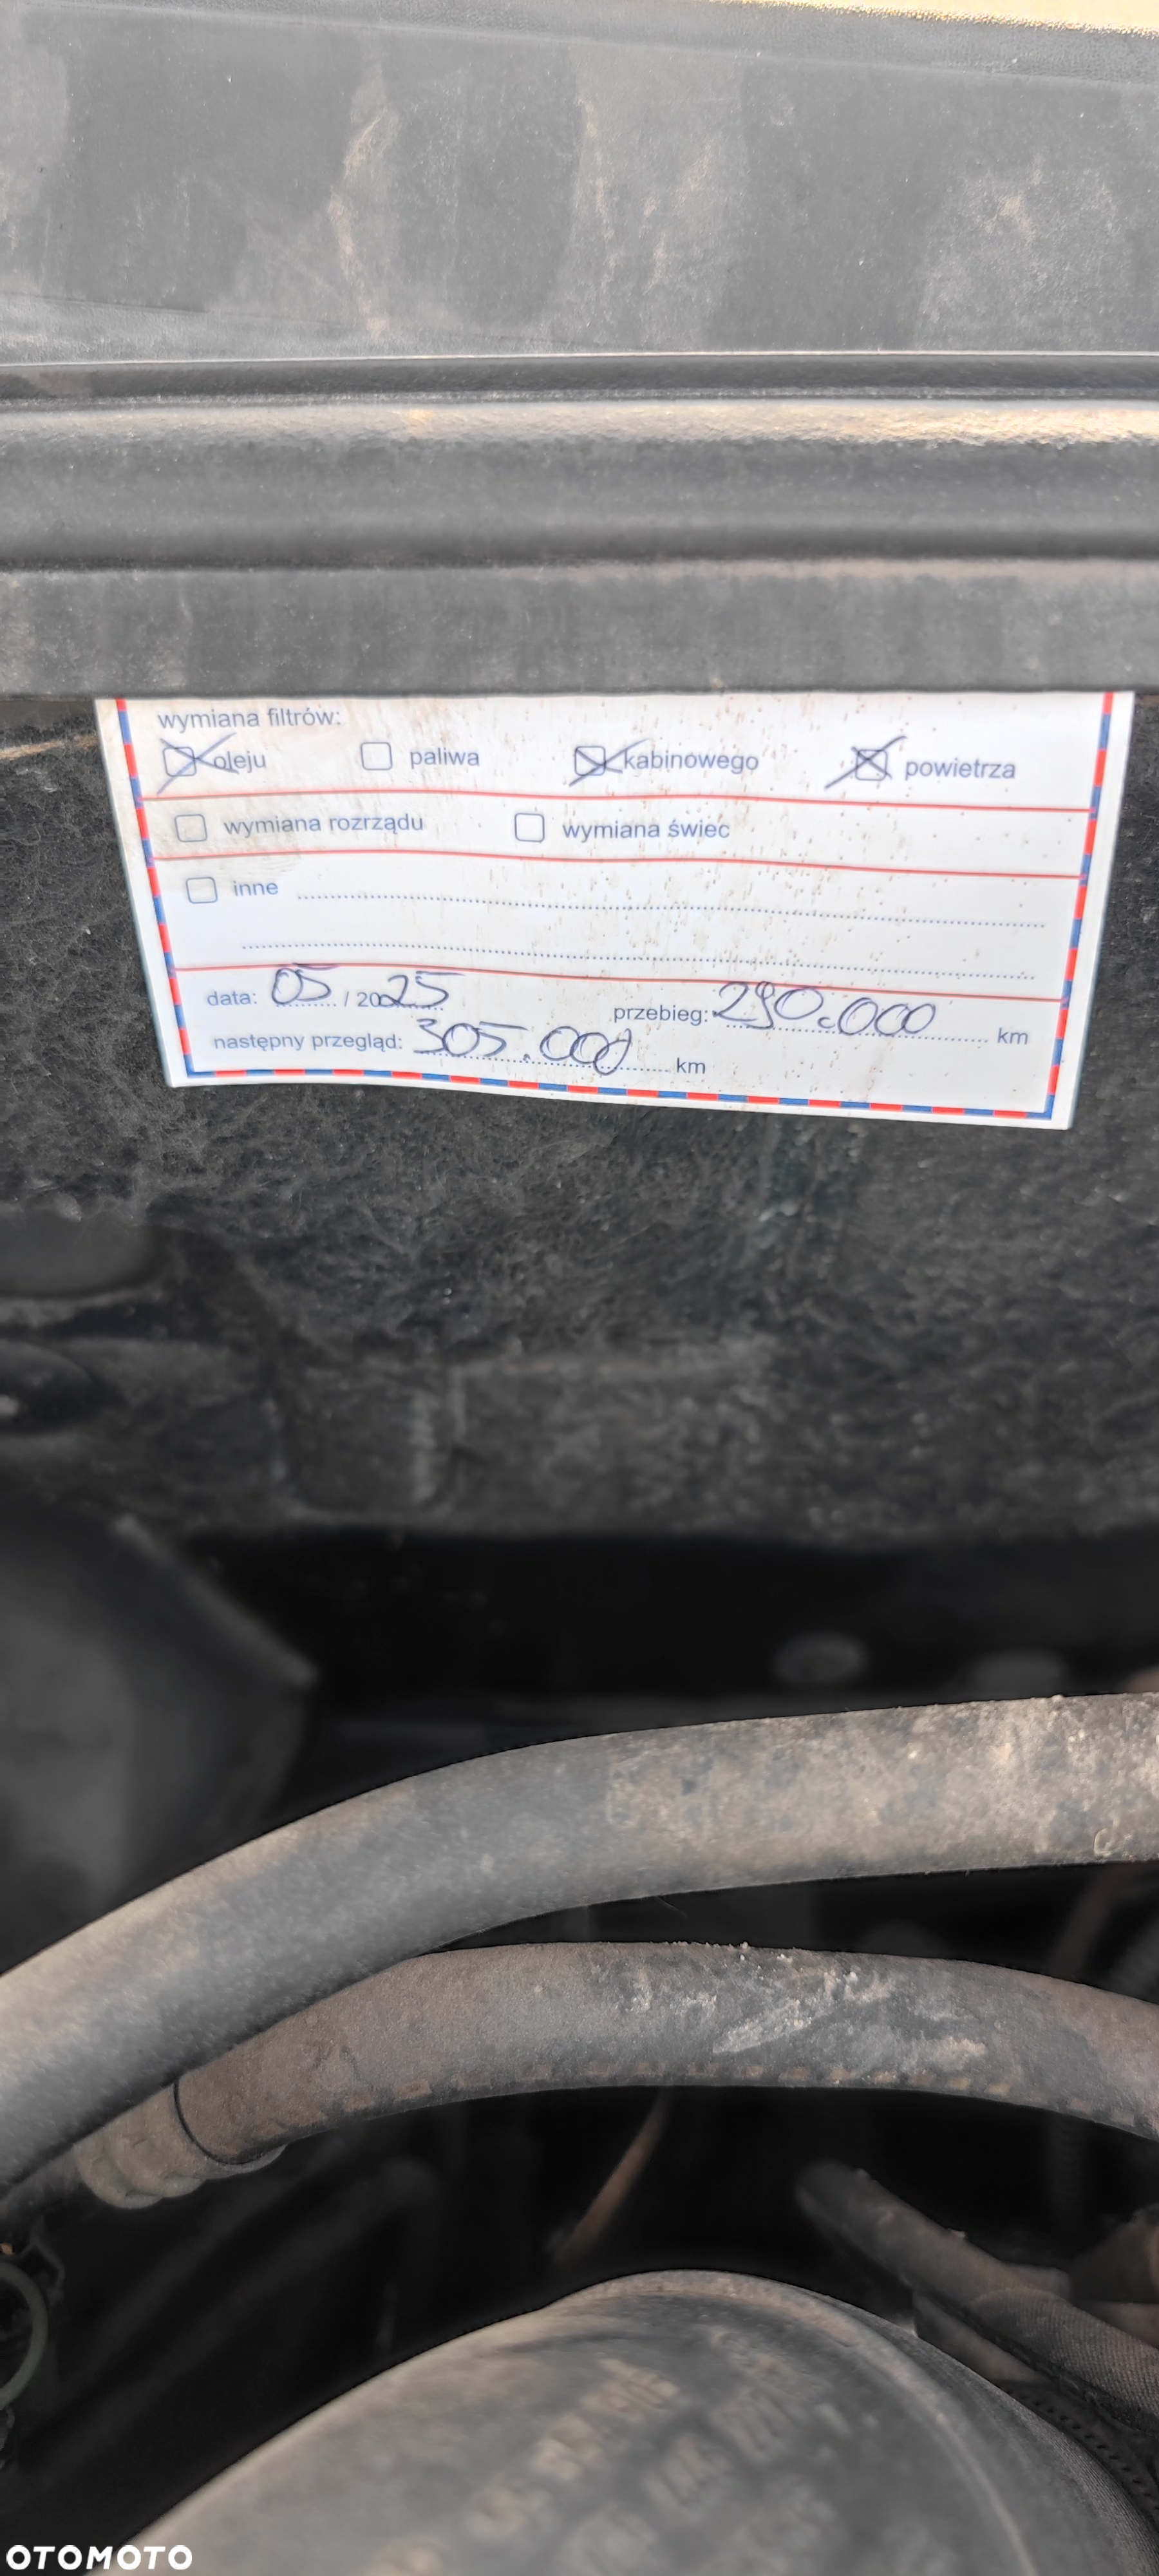 wymiana filtrów:
oleju paliwa kabinowego powietrza
wymiana rozrządu wymiana świec
inne
data: 05 / 2025 przebieg: 290.000 km
następny przegląd: 305.000 km
OTOMOTO